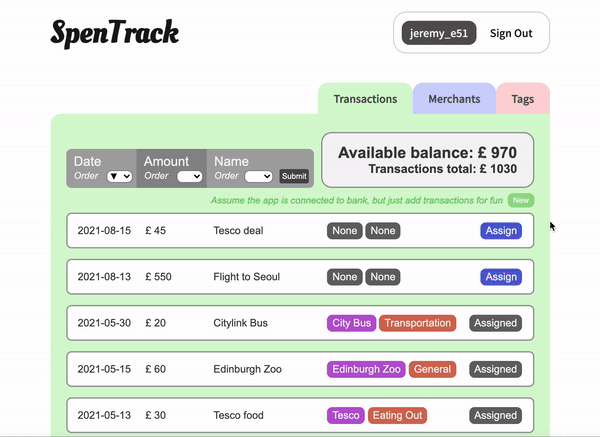 SpenTrack
jeremy_e51 Sign Out
Transactions Merchants Tags
Available balance: £ 970
Transactions total: £ 1030
Date Amount Name
Order ▼ Order Order Submit
Assume the app is connected to bank, but just add transactions for fun New
2021-08-15 £ 45 Tesco deal None None Assign
2021-08-13 £ 550 Flight to Seoul None None Assign
2021-05-30 £ 20 Citylink Bus City Bus Transportation Assigned
2021-05-15 £ 60 Edinburgh Zoo Edinburgh Zoo General Assigned
2021-05-13 £ 30 Tesco food Tesco Eating Out Assigned